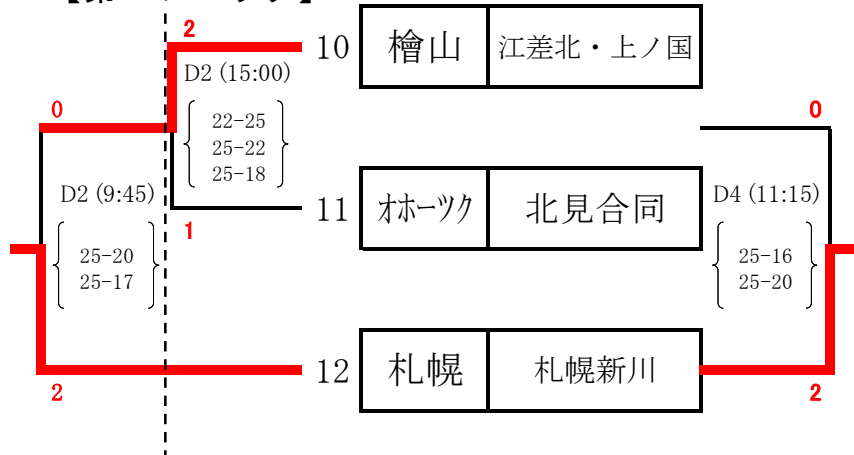 2
10 檜山 江差北・上ノ国
D2 (15:00)
0
0
22-25
25-22
25-18
D2 (9:45)
11 ｵﾎｰﾂｸ 北見合同
D4 (11:15)
1
25-20
25-17
25-16
25-20
12 札幌 札幌新川
2
2